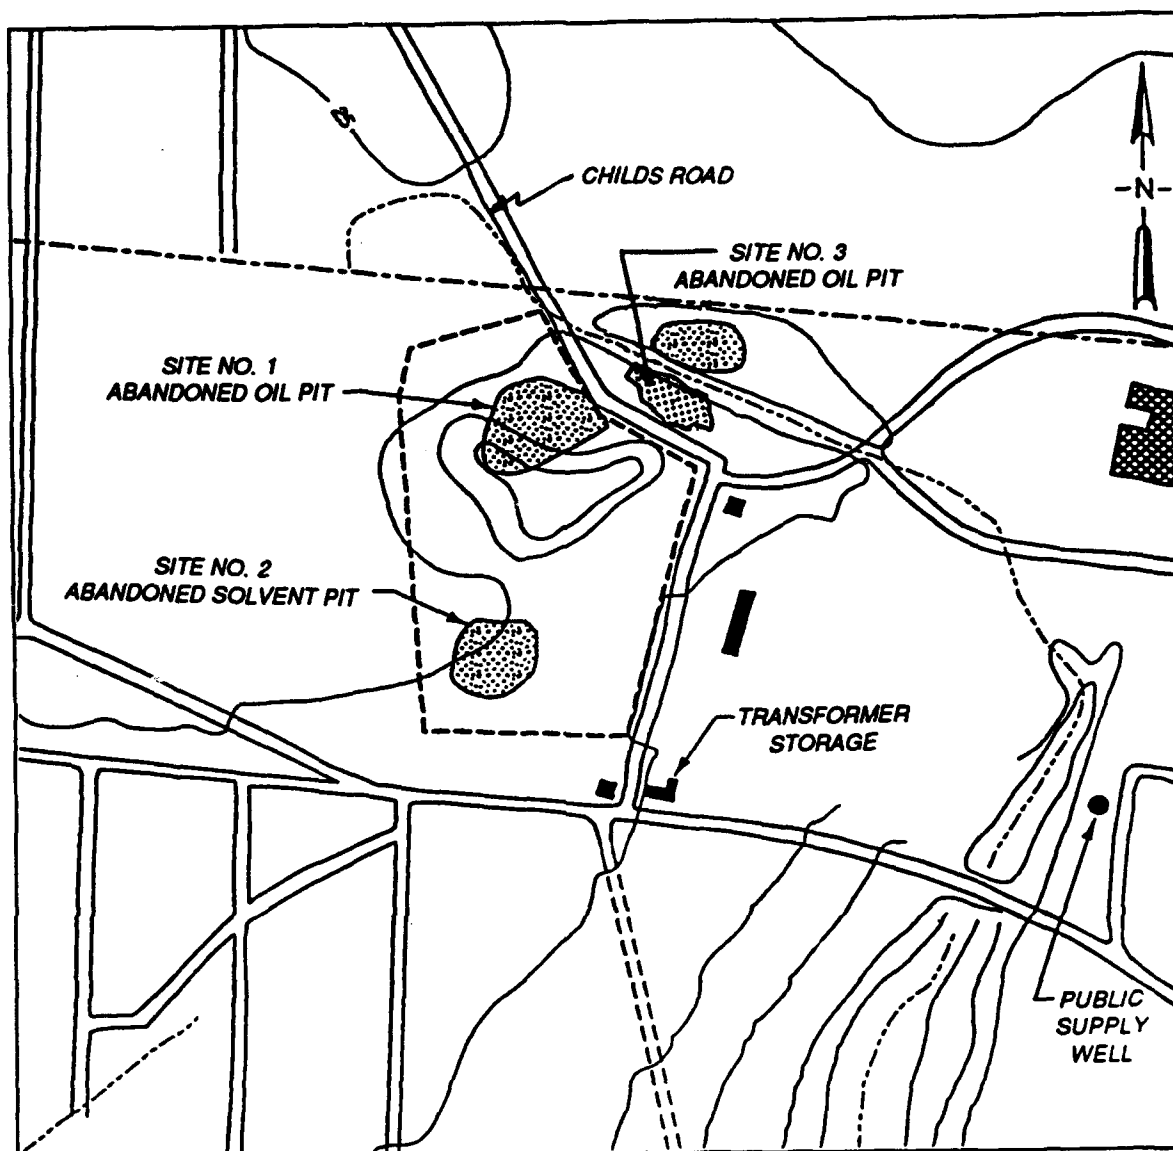 25
CHILDS ROAD
-N-
SITE NO. 3
ABANDONED OIL PIT
SITE NO. 1
ABANDONED OIL PIT
SITE NO. 2
ABANDONED SOLVENT PIT
TRANSFORMER
STORAGE
PUBLIC
SUPPLY
WELL